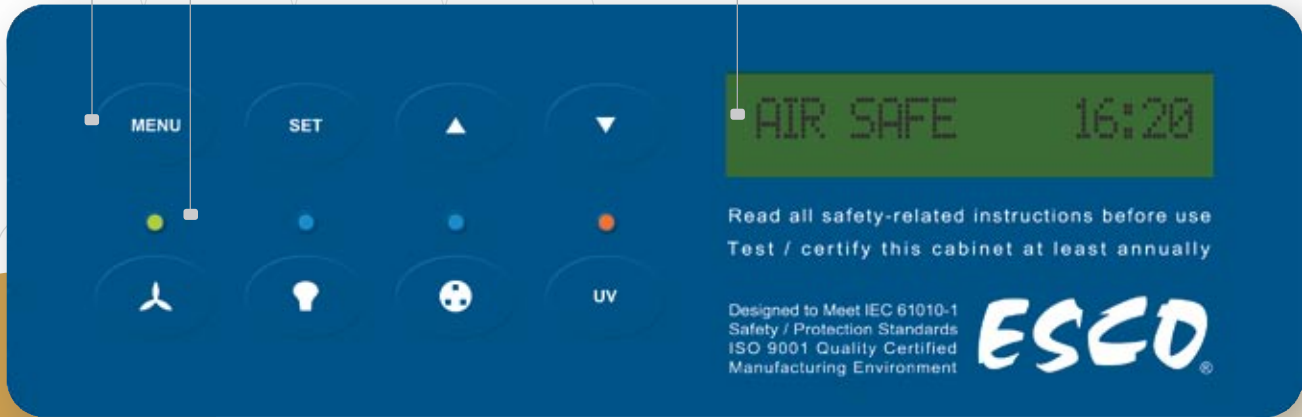 MENU SET ▲ ▼
UV
AIR SAFE 16:20
Read all safety-related instructions before use
Test / certify this cabinet at least annually
Designed to Meet IEC 61010-1
Safety / Protection Standards
ISO 9001 Quality Certified
Manufacturing Environment
ESCO®